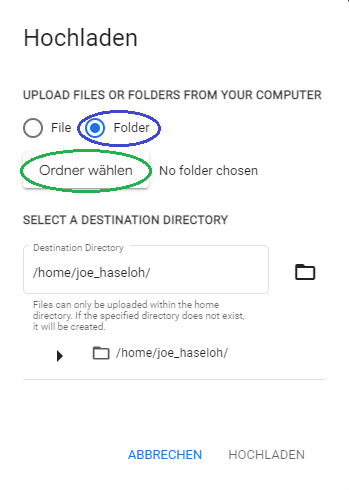 Hochladen
UPLOAD FILES OR FOLDERS FROM YOUR COMPUTER
File Folder
Ordner wählen No folder chosen
SELECT A DESTINATION DIRECTORY
Destination Directory
/home/joe_haseloh/
Files can only be uploaded within the home
directory. If the specified directory does not exist,
it will be created.
/home/joe_haseloh/
ABBRECHEN HOCHLADEN